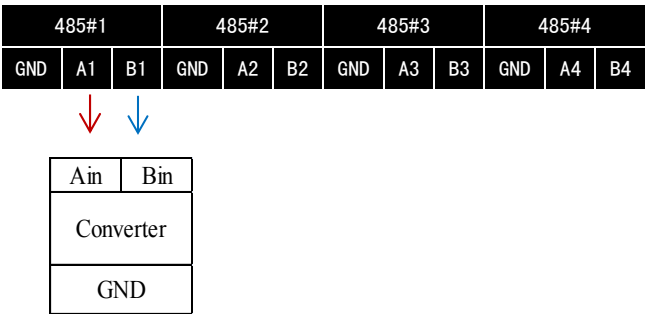 485#1 485#2 485#3 485#4
GND A1 B1 GND A2 B2 GND A3 B3 GND A4 B4
Ain Bin
Converter
GND